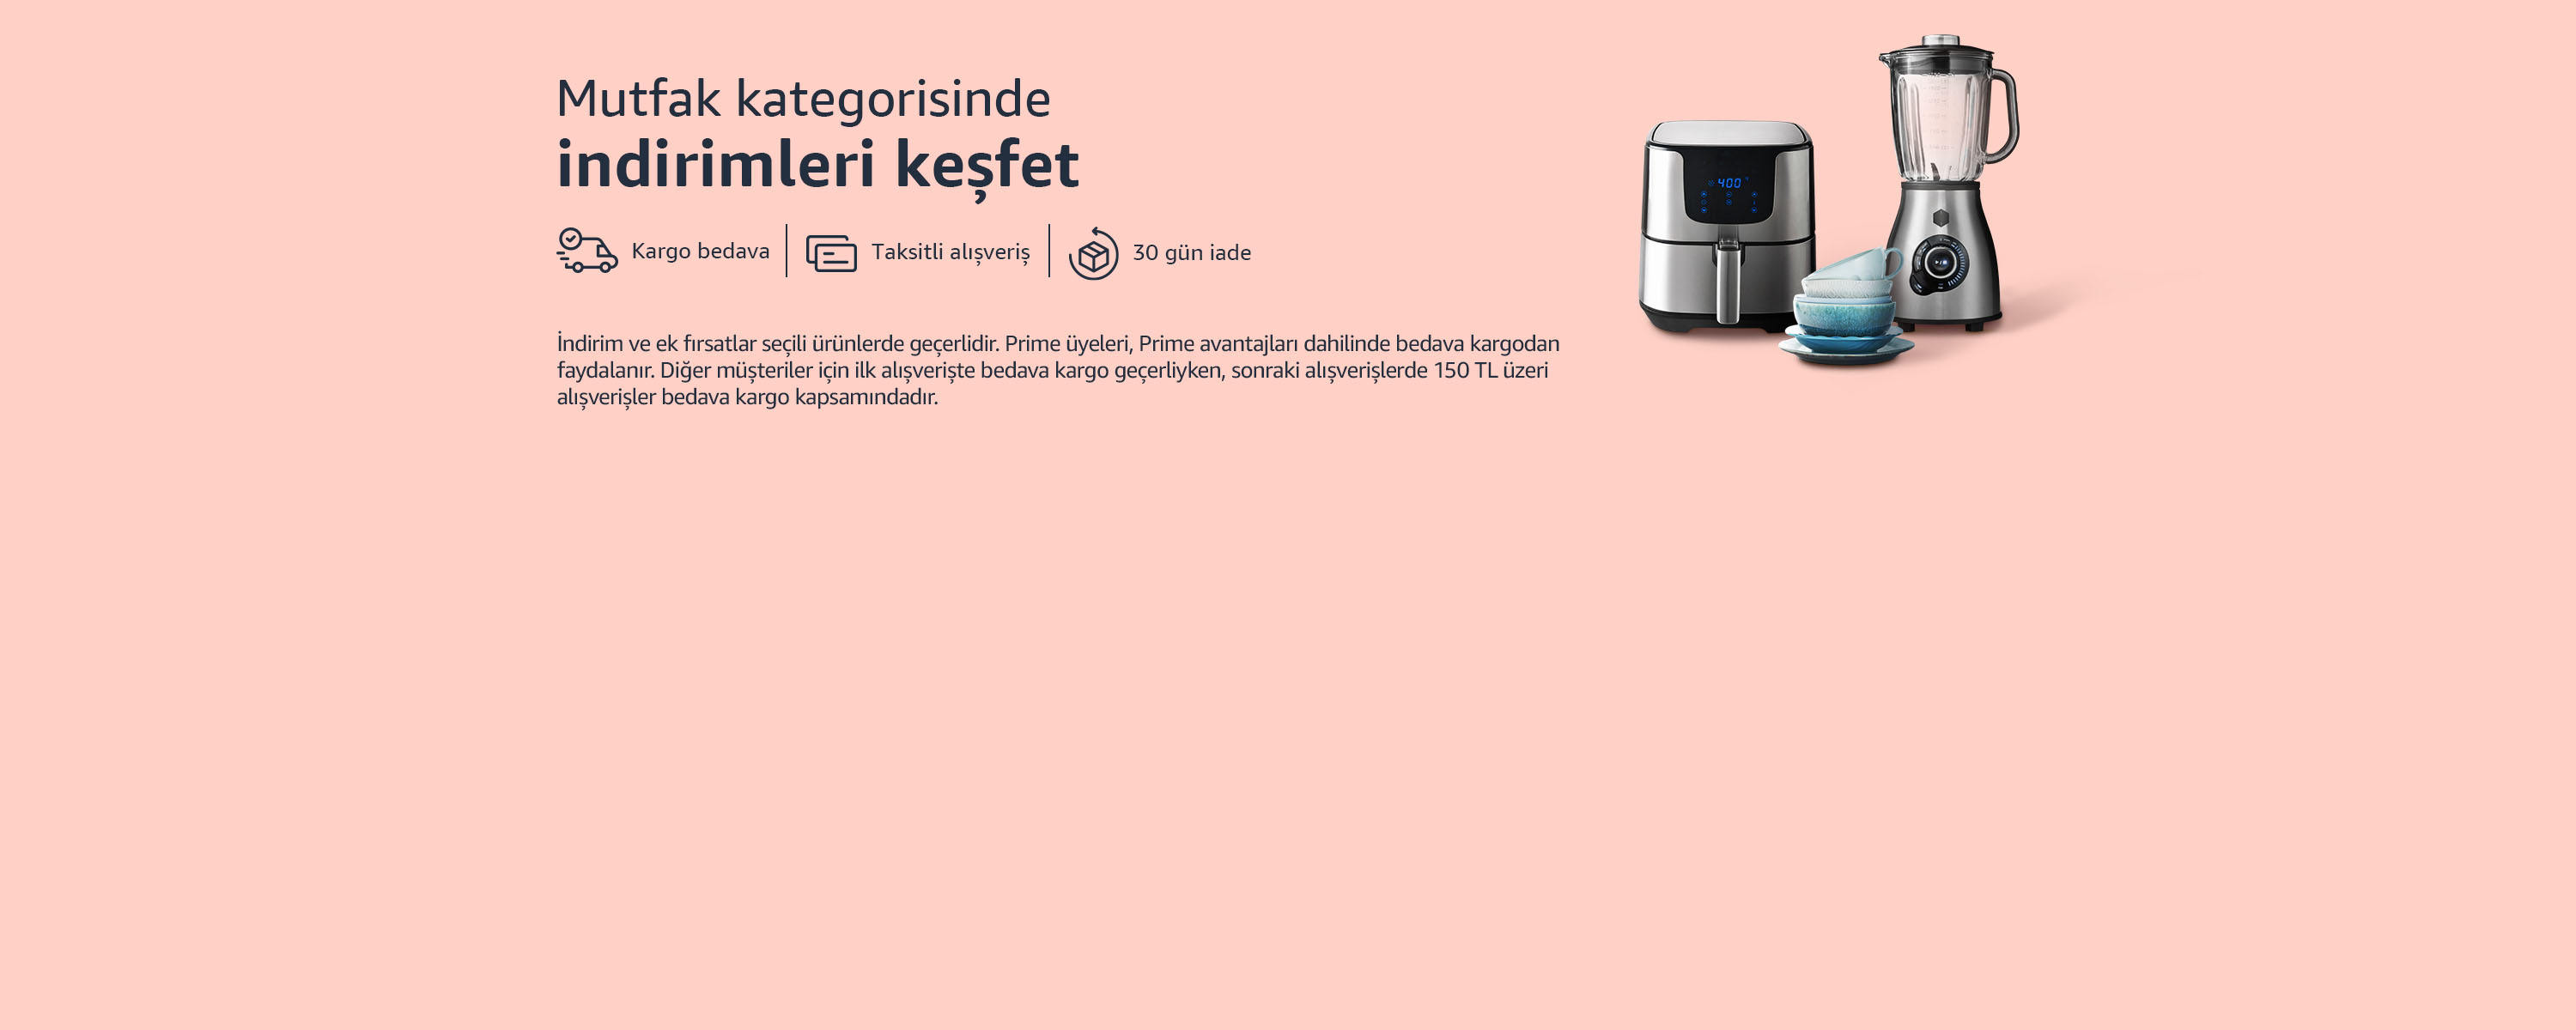 Mutfak kategorisinde
indirimleri keşfet
Kargo bedava
Taksitli alışveriş
30 gün iade
400
İndirim ve ek fırsatlar seçili ürünlerde geçerlidir. Prime üyeleri, Prime avantajları dahilinde bedava kargodan
faydalanır. Diğer müşteriler için ilk alışverişte bedava kargo geçerliyken, sonraki alışverişlerde 150 TL üzeri
alışverişler bedava kargo kapsamındadır.